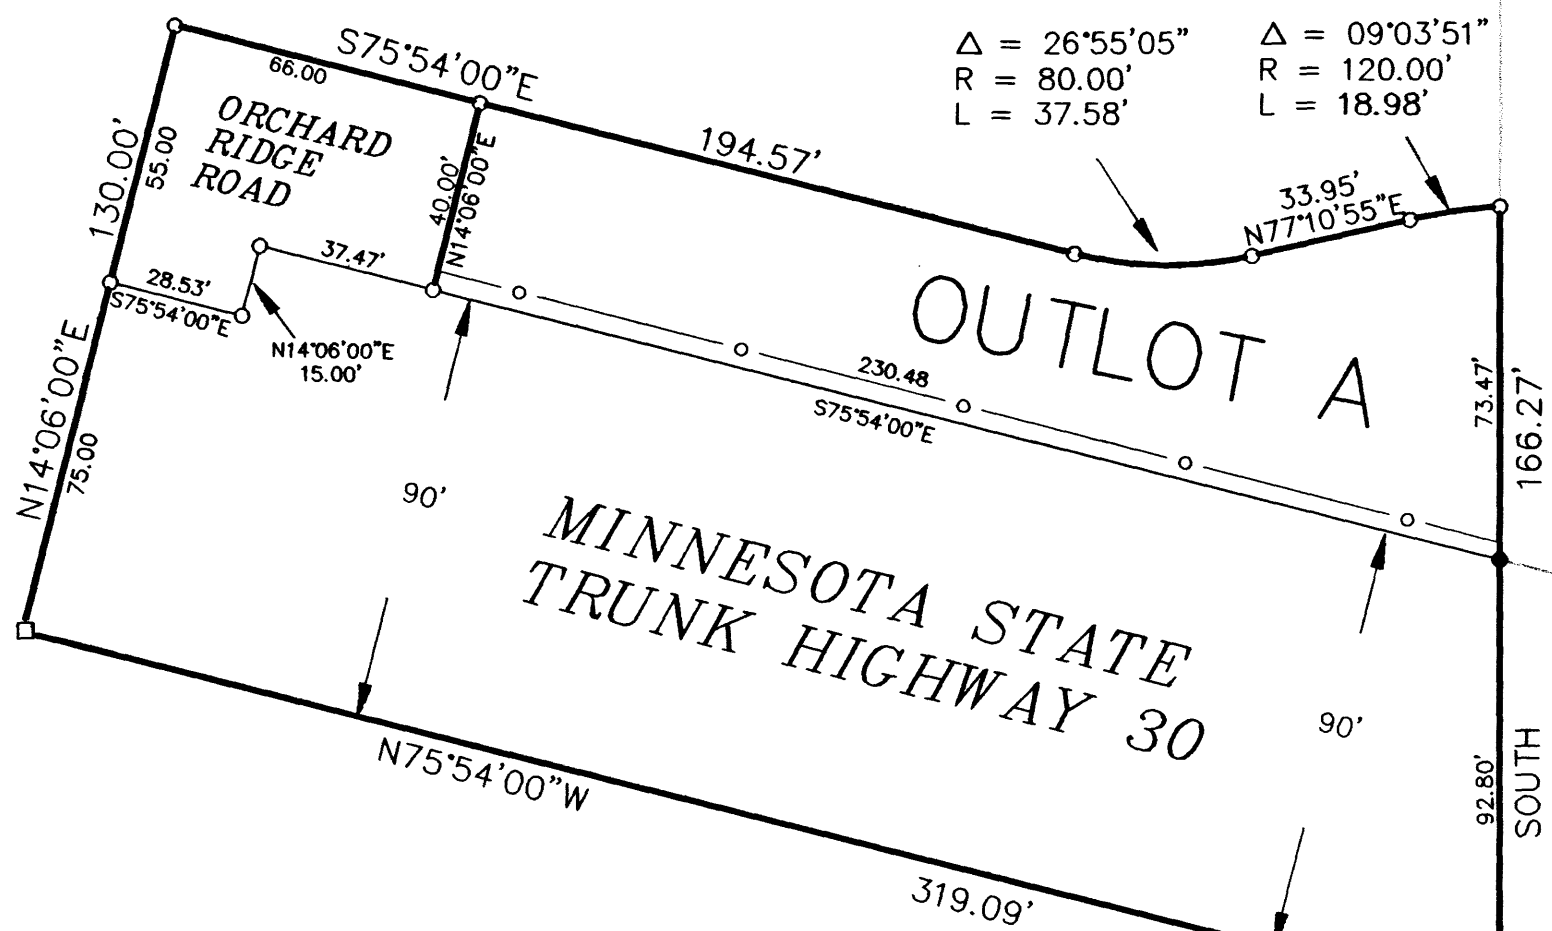 S75°54'00"E
66.00
194.57'
Δ = 26°55'05"
R = 80.00'
L = 37.58'
Δ = 09°03'51"
R = 120.00'
L = 18.98'
33.95'
N77°10'55"E
130.00'
55.00
ORCHARD
RIDGE
ROAD
40.00'
N14°06'00"E
37.47'
28.53'
S75°54'00"E
N14°06'00"E
15.00'
OUTLOT A
230.48
S75°54'00"E
73.47'
166.27'
N14°06'00"E
75.00
90'
MINNESOTA STATE
TRUNK HIGHWAY 30
90'
92.80'
SOUTH
N75°54'00"W
319.09'